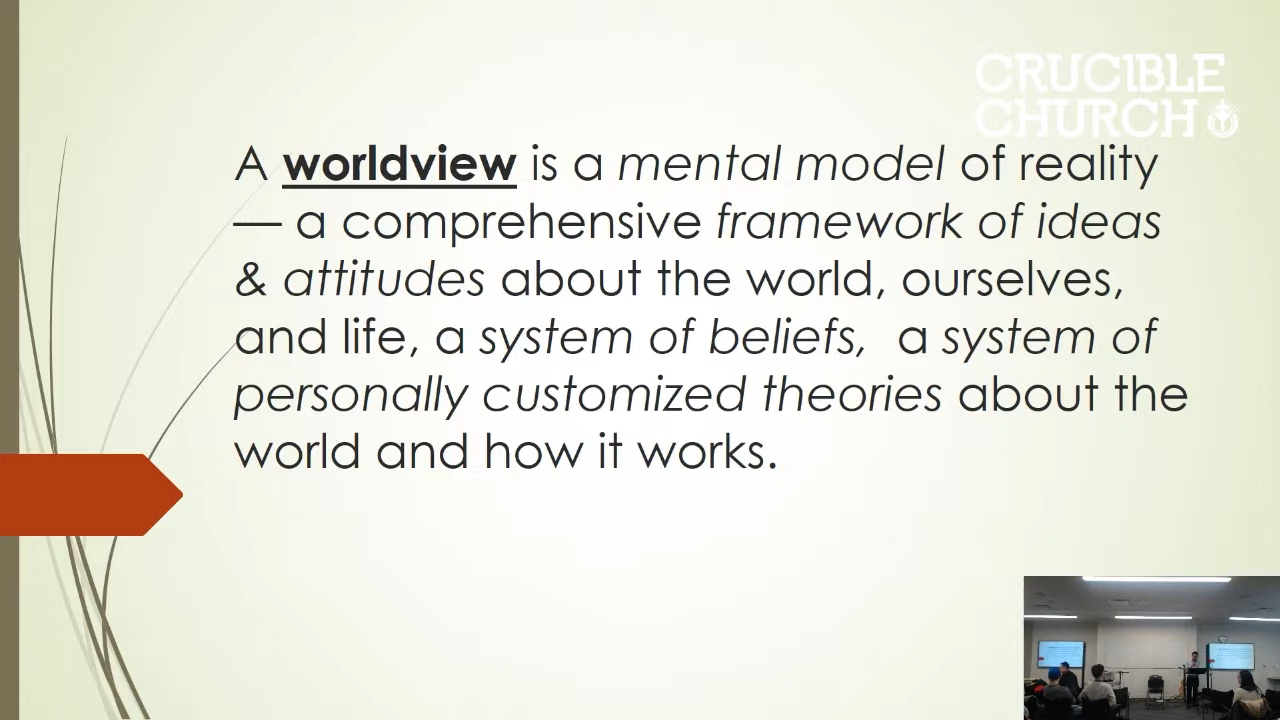 CRUCIBLE
CHURCH
A worldview is a mental model of reality
— a comprehensive framework of ideas
& attitudes about the world, ourselves,
and life, a system of beliefs,  a system of
personally customized theories about the
world and how it works.